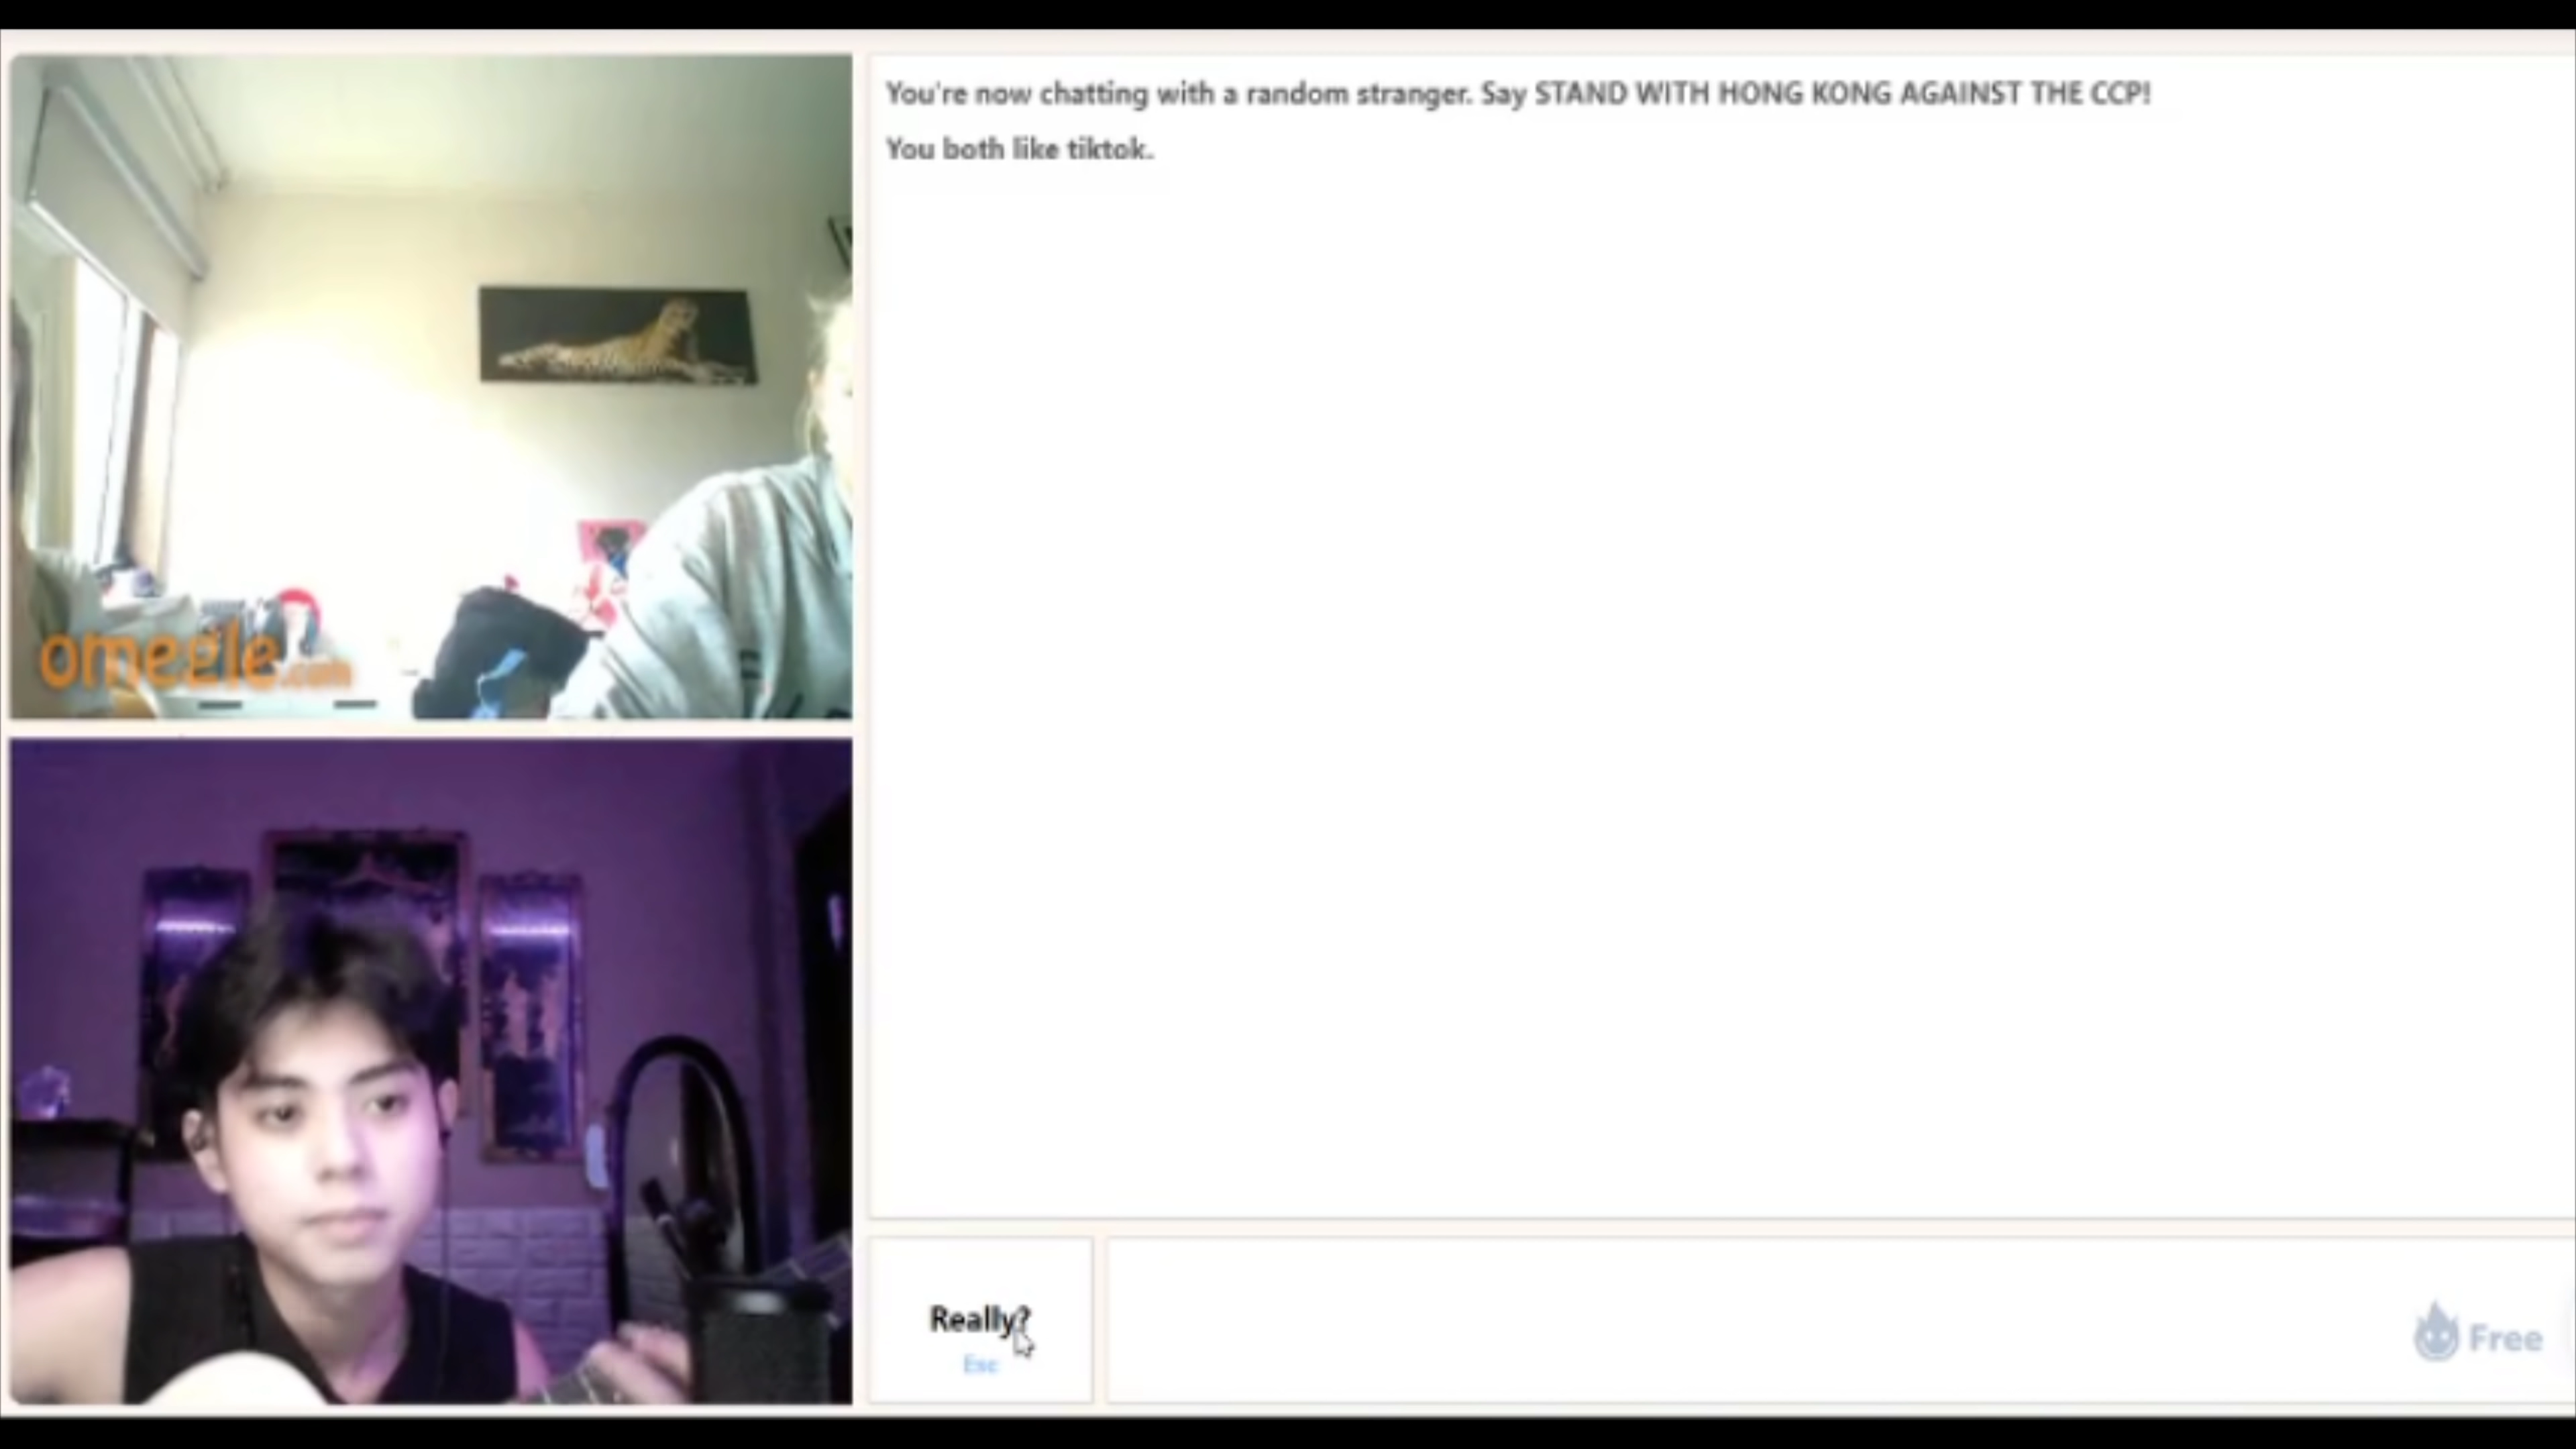 You're now chatting with a random stranger. Say STAND WITH HONG KONG AGAINST THE CCP!
You both like tiktok.
omegle.com
Really?
Esc
Free